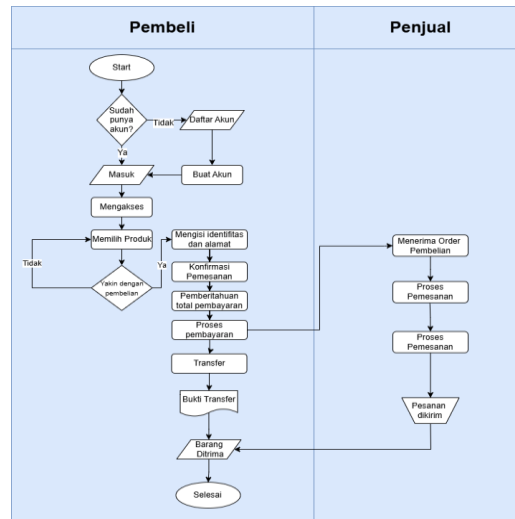 Pembeli
Penjual
Start
Sudah
punya
akun?
Tidak
Daftar Akun
Ya
Masuk
Buat Akun
Mengakses
Memilih Produk
Tidak
Yakin dengan
pembelian
Ya
Mengisi identifitas
dan alamat
Konfirmasi
Pemesanan
Pemberitahuan
total pembayaran
Proses
pembayaran
Transfer
Bukti Transfer
Barang
Ditrima
Selesai
Menerima Order
Pembelian
Proses
Pemesanan
Proses
Pemesanan
Pesanan
dikirim